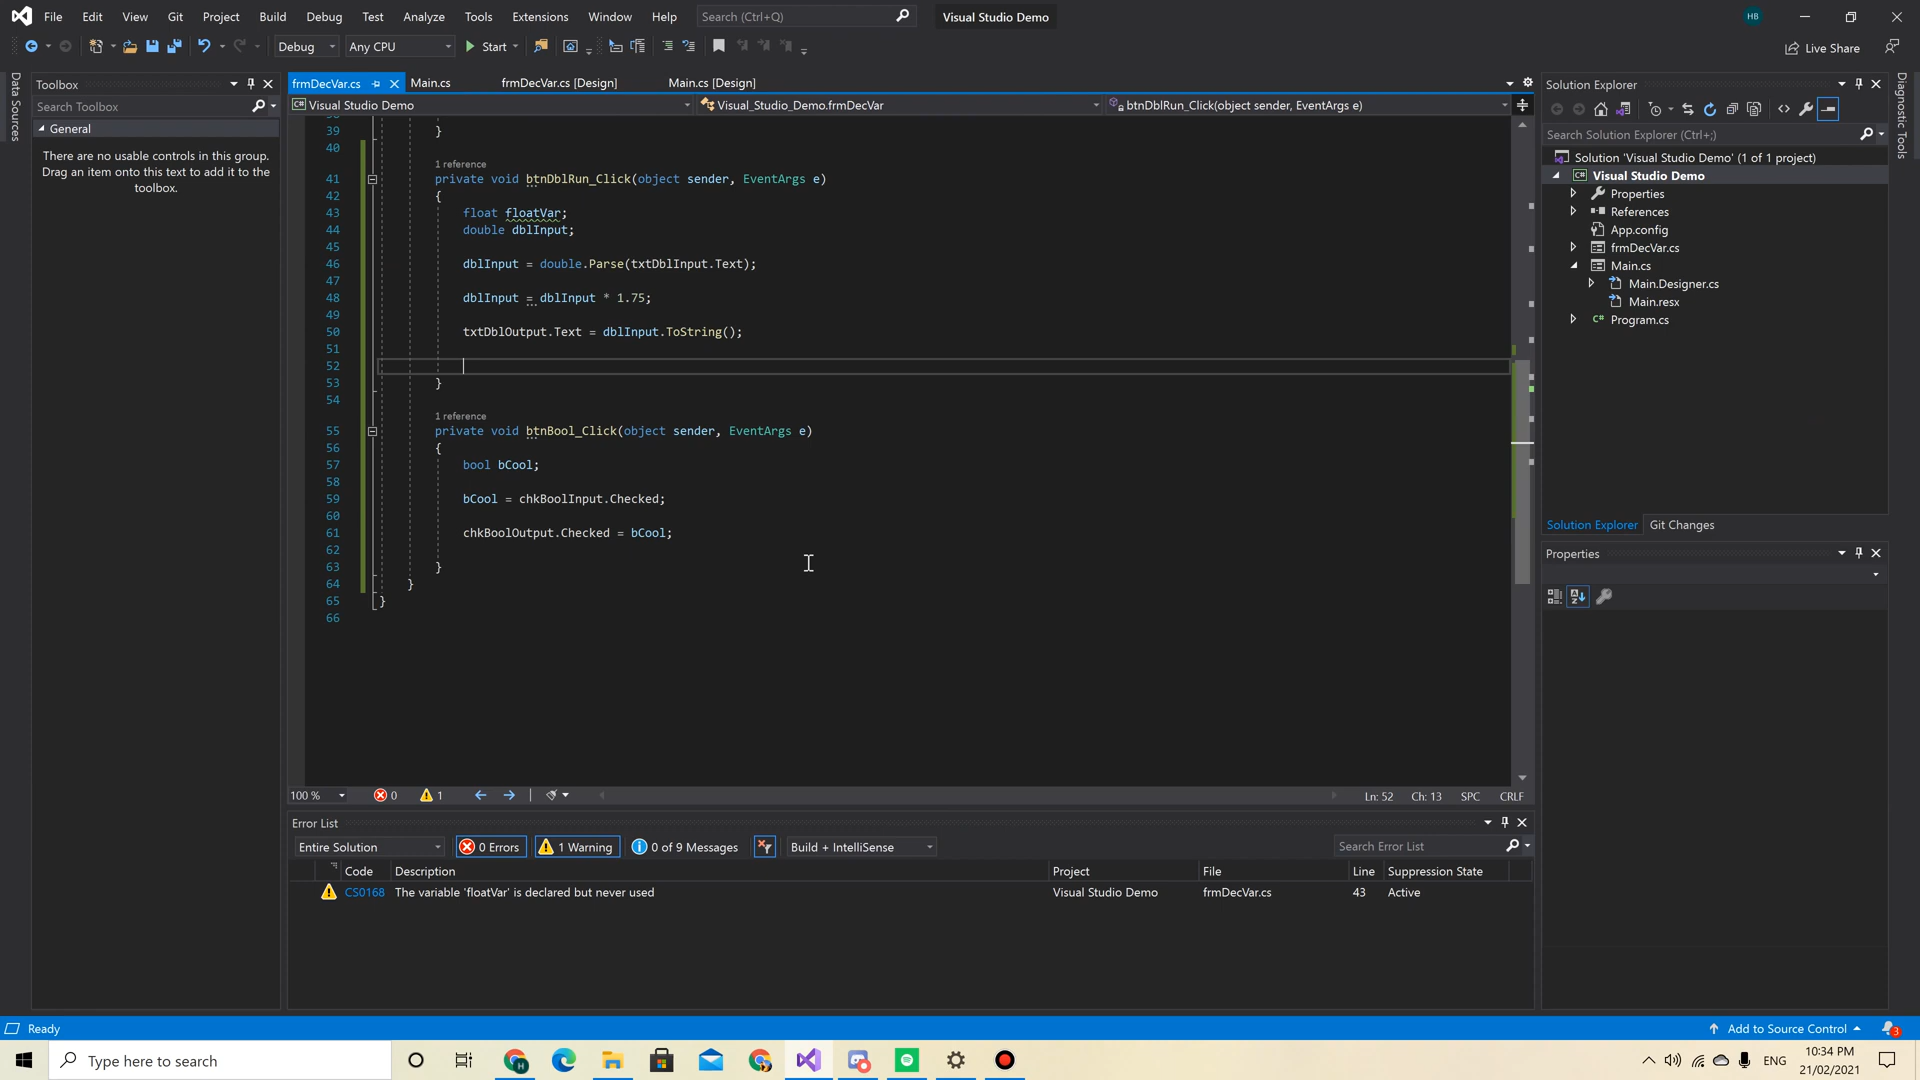 File Edit View Git Project Build Debug Test Analyze Tools Extensions Window Help Search (Ctrl+Q) Visual Studio Demo HB
Debug Any CPU Start Live Share
Data Sources
Toolbox
Search Toolbox
General
There are no usable controls in this group.
Drag an item onto this text to add it to the
toolbox.
frmDecVar.cs Main.cs frmDecVar.cs [Design] Main.cs [Design]
Visual Studio Demo Visual_Studio_Demo.frmDecVar btnDblRun_Click(object sender, EventArgs e)
39 }
40
1 reference
41 private void btnDblRun_Click(object sender, EventArgs e)
42 {
43 float floatVar;
44 double dblInput;
45
46 dblInput = double.Parse(txtDblInput.Text);
47
48 dblInput = dblInput * 1.75;
49
50 txtDblOutput.Text = dblInput.ToString();
51
52
53 }
54
1 reference
55 private void btnBool_Click(object sender, EventArgs e)
56 {
57 bool bCool;
58
59 bCool = chkBoolInput.Checked;
60
61 chkBoolOutput.Checked = bCool;
62
63 }
64 }
65 }
66
100 % 0 1 Ln: 52 Ch: 13 SPC CRLF
Error List
Entire Solution 0 Errors 1 Warning 0 of 9 Messages Build + IntelliSense Search Error List
Code Description Project File Line Suppression State
CS0168 The variable 'floatVar' is declared but never used Visual Studio Demo frmDecVar.cs 43 Active
Solution Explorer
Search Solution Explorer (Ctrl+;)
Solution 'Visual Studio Demo' (1 of 1 project)
Visual Studio Demo
Properties
References
App.config
frmDecVar.cs
Main.cs
Main.Designer.cs
Main.resx
Program.cs
Solution Explorer Git Changes
Properties
Diagnostic Tools
Ready Add to Source Control 3
Type here to search ENG 10:34 PM
21/02/2021